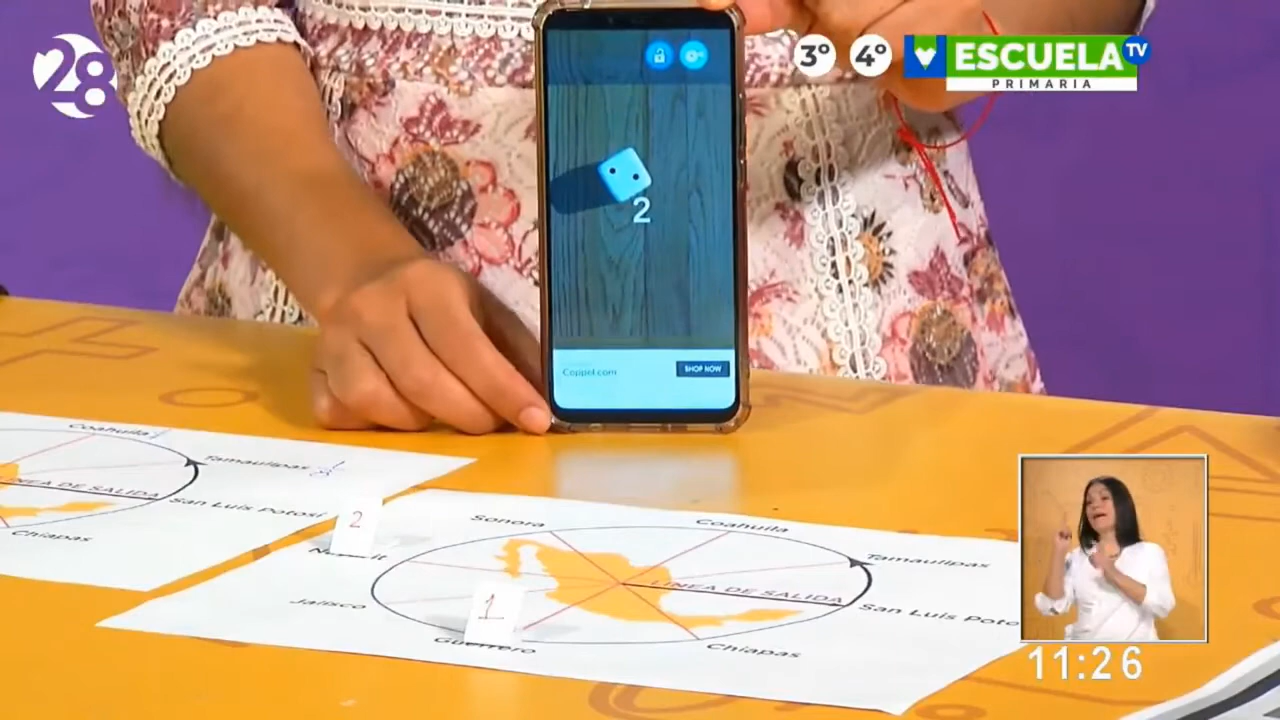 28
3° 4° ESCUELA TV
PRIMARIA
2
Coppel.com SHOP NOW
Coahuila
Tamaulipas
LINEA DE SALIDA
San Luis Potosí
Chiapas
2
Sonora
Coahuila
Tamaulipas
LINEA DE SALIDA
San Luis Poto
Jalisco
1
Guerrero
Chiapas
11:26